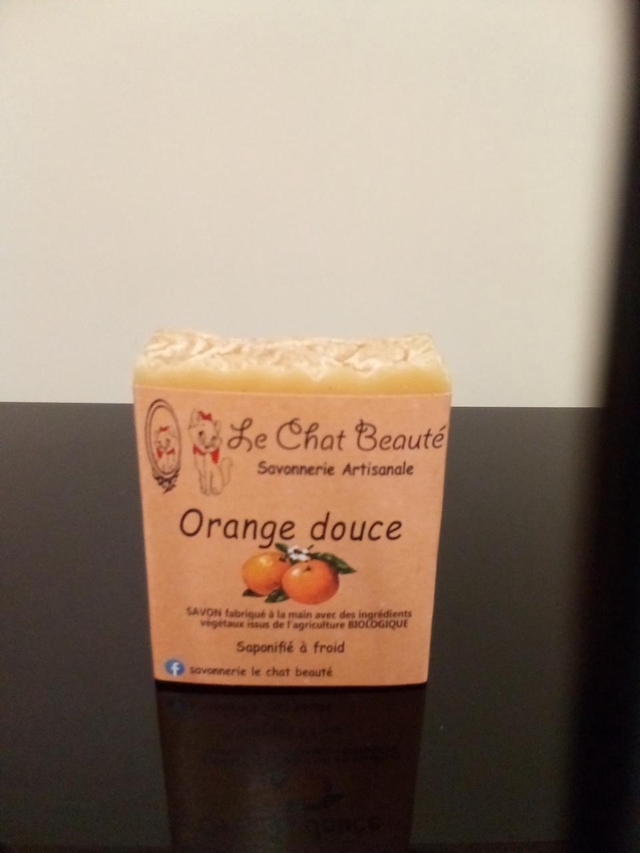 Le Chat Beauté
Savonnerie Artisanale
Orange douce
SAVON fabriqué à la main avec des ingrédients
végétaux issus de l'agriculture BIOLOGIQUE
Saponifié à froid
f savonnerie le chat beauté